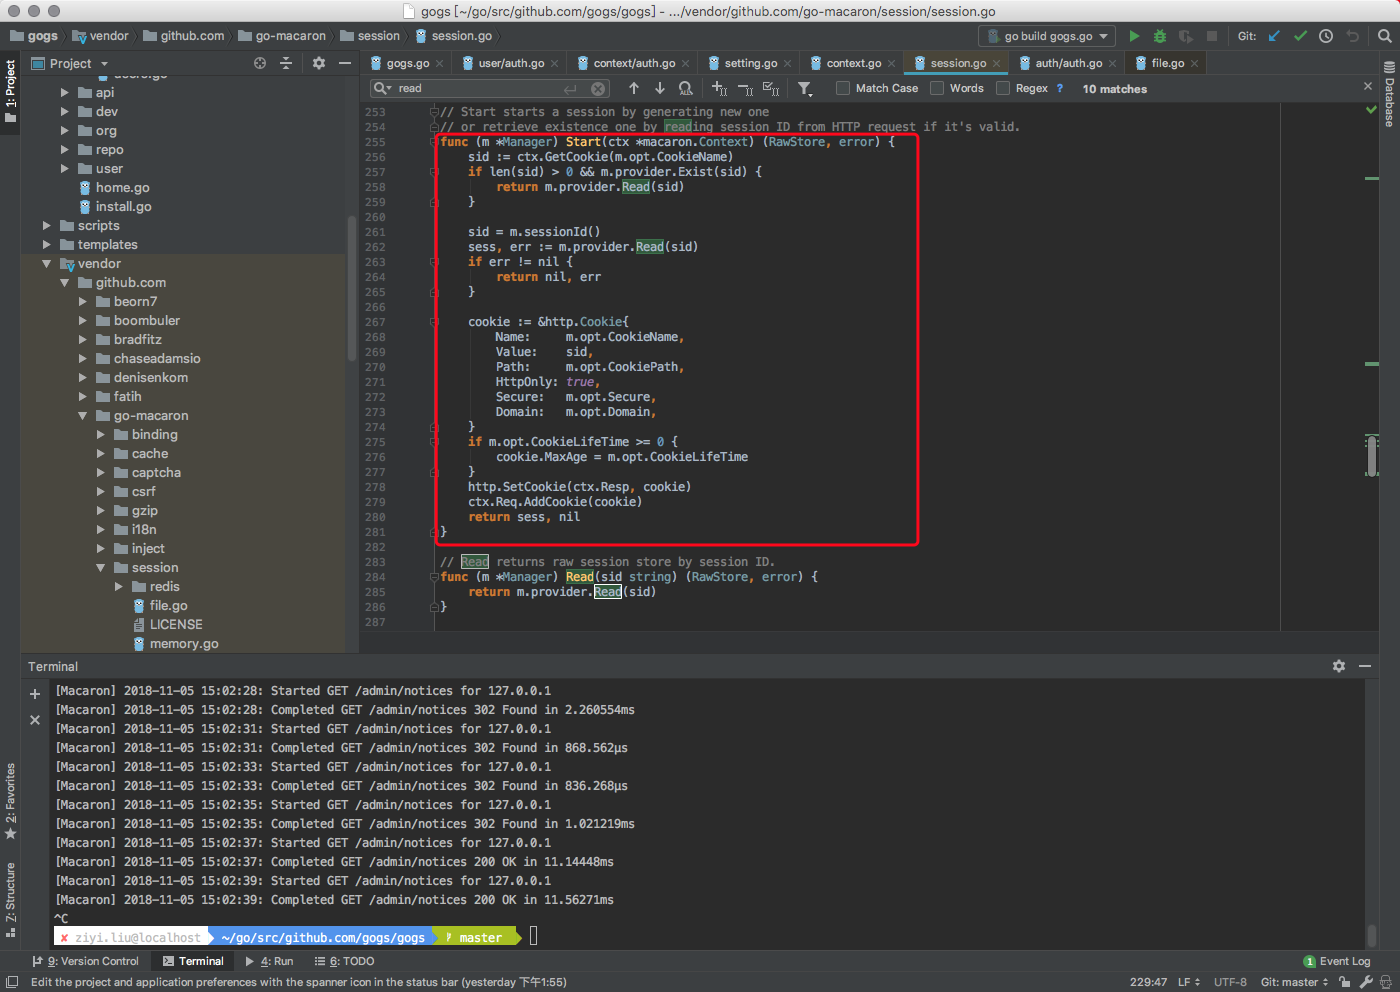 gogs [~/go/src/github.com/gogs/gogs] - .../vendor/github.com/go-macaron/session/session.go
gogs vendor github.com go-macaron session session.go go build gogs.go Git:
1: Project
Project
api
dev
org
repo
user
home.go
install.go
scripts
templates
vendor
github.com
beorn7
boombuler
bradfitz
chaseadamsio
denisenkom
fatih
go-macaron
binding
cache
captcha
csrf
gzip
i18n
inject
session
redis
file.go
LICENSE
memory.go
gogs.go user/auth.go context/auth.go setting.go context.go session.go auth/auth.go file.go
read Match Case Words Regex ? 10 matches
Database
253 // Start starts a session by generating new one
254 // or retrieve existence one by reading session ID from HTTP request if it's valid.
255 func (m *Manager) Start(ctx *macaron.Context) (RawStore, error) {
256 sid := ctx.GetCookie(m.opt.CookieName)
257 if len(sid) > 0 && m.provider.Exist(sid) {
258 return m.provider.Read(sid)
259 }
260
261 sid = m.sessionId()
262 sess, err := m.provider.Read(sid)
263 if err != nil {
264 return nil, err
265 }
266
267 cookie := &http.Cookie{
268 Name: m.opt.CookieName,
269 Value: sid,
270 Path: m.opt.CookiePath,
271 HttpOnly: true,
272 Secure: m.opt.Secure,
273 Domain: m.opt.Domain,
274 }
275 if m.opt.CookieLifeTime >= 0 {
276 cookie.MaxAge = m.opt.CookieLifeTime
277 }
278 http.SetCookie(ctx.Resp, cookie)
279 ctx.Req.AddCookie(cookie)
280 return sess, nil
281 }
282
283 // Read returns raw session store by session ID.
284 func (m *Manager) Read(sid string) (RawStore, error) {
285 return m.provider.Read(sid)
286 }
287
Terminal
[Macaron] 2018-11-05 15:02:28: Started GET /admin/notices for 127.0.0.1
[Macaron] 2018-11-05 15:02:28: Completed GET /admin/notices 302 Found in 2.260554ms
[Macaron] 2018-11-05 15:02:31: Started GET /admin/notices for 127.0.0.1
[Macaron] 2018-11-05 15:02:31: Completed GET /admin/notices 302 Found in 868.562µs
[Macaron] 2018-11-05 15:02:33: Started GET /admin/notices for 127.0.0.1
[Macaron] 2018-11-05 15:02:33: Completed GET /admin/notices 302 Found in 836.268µs
[Macaron] 2018-11-05 15:02:35: Started GET /admin/notices for 127.0.0.1
[Macaron] 2018-11-05 15:02:35: Completed GET /admin/notices 302 Found in 1.021219ms
[Macaron] 2018-11-05 15:02:37: Started GET /admin/notices for 127.0.0.1
[Macaron] 2018-11-05 15:02:37: Completed GET /admin/notices 200 OK in 11.14448ms
[Macaron] 2018-11-05 15:02:39: Started GET /admin/notices for 127.0.0.1
[Macaron] 2018-11-05 15:02:39: Completed GET /admin/notices 200 OK in 11.56271ms
^C
✘ ziyi.liu@localhost ~/go/src/github.com/gogs/gogs master
2: Favorites
7: Structure
9: Version Control Terminal 4: Run 6: TODO 1 Event Log
Edit the project and application preferences with the spanner icon in the status bar (yesterday 下午1:55) 229:47 LF UTF-8 Git: master